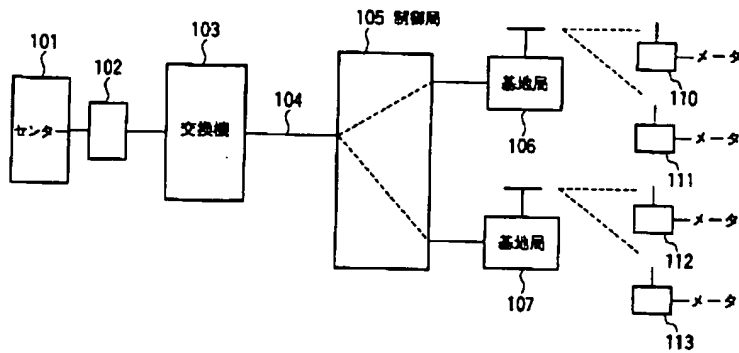 101
102
103
104
105 制御局
センタ
交換機
基地局
106
メータ
110
メータ
111
基地局
107
メータ
112
メータ
113